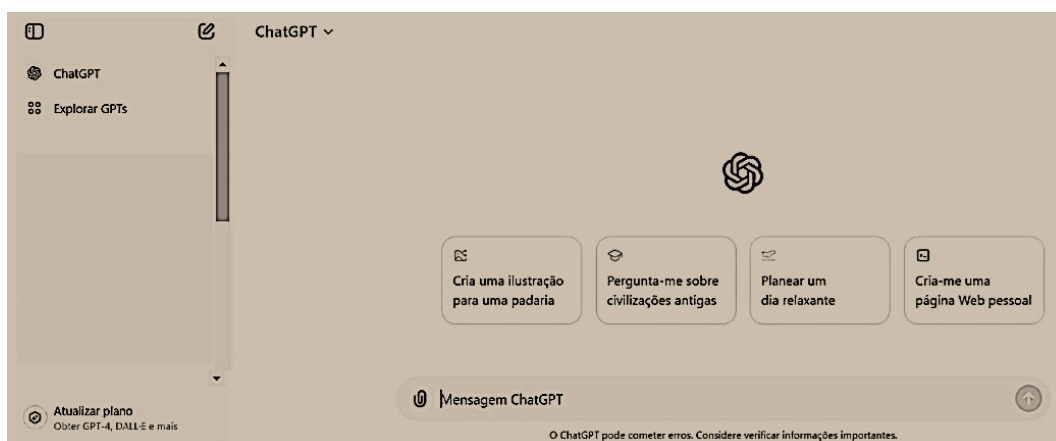 ChatGPT
ChatGPT
Explorar GPTs
Cria uma ilustração
para uma padaria
Pergunta-me sobre
civilizações antigas
Planear um
dia relaxante
Cria-me uma
página Web pessoal
Mensagem ChatGPT
Atualizar plano
Obter GPT-4, DALL·E e mais
O ChatGPT pode cometer erros. Considere verificar informações importantes.